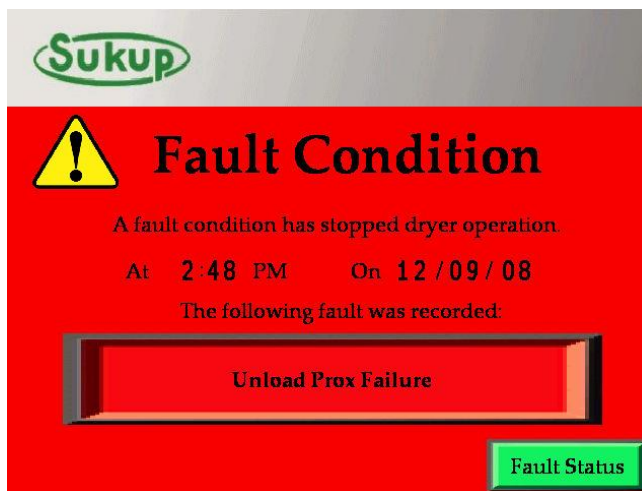 Sukup
Fault Condition
A fault condition has stopped dryer operation.
At 2:48 PM On 12/09/08
The following fault was recorded:
Unload Prox Failure
Fault Status